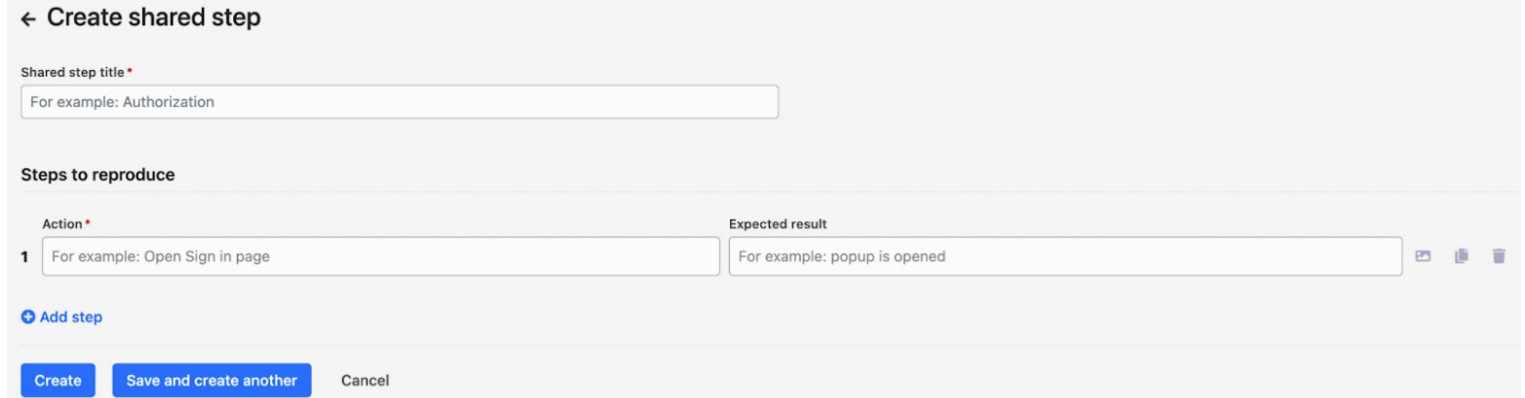 ← Create shared step
Shared step title*
For example: Authorization
Steps to reproduce
Action* Expected result
1 For example: Open Sign in page For example: popup is opened
Add step
Create Save and create another Cancel